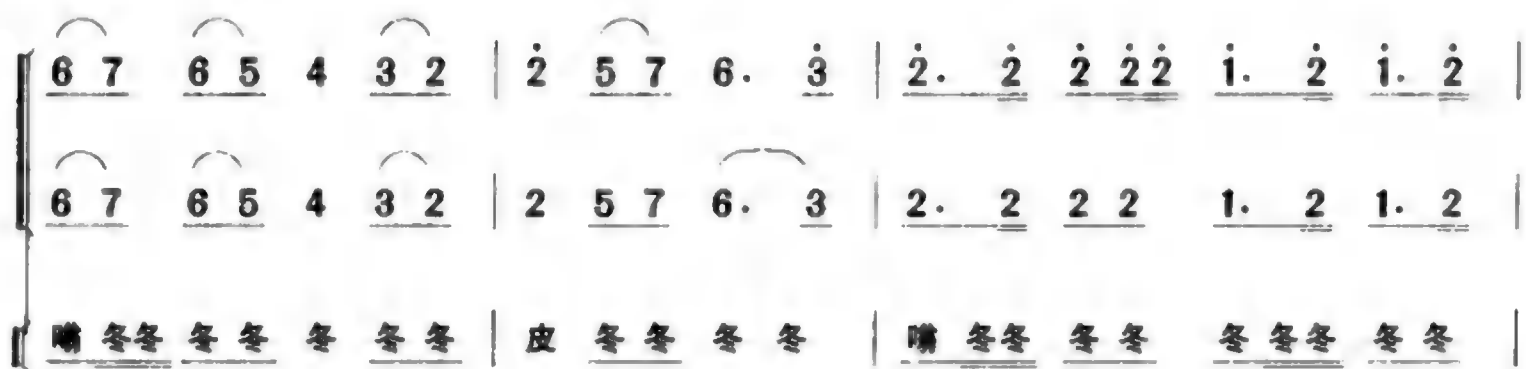 6 7 6 5 4 3 2 | 2̇ 5 7 6. 3̇ | 2̇. 2̇ 2̇ 2̇2̇ 1̇. 2̇ 1̇. 2̇ |
6 7 6 5 4 3 2 | 2 5 7 6. 3 | 2. 2 2 2 1. 2 1. 2 |
冬冬 冬 冬 冬 冬 冬 | 皮 冬 冬 冬 冬 | 冬冬 冬 冬 冬 冬冬 冬 冬 |